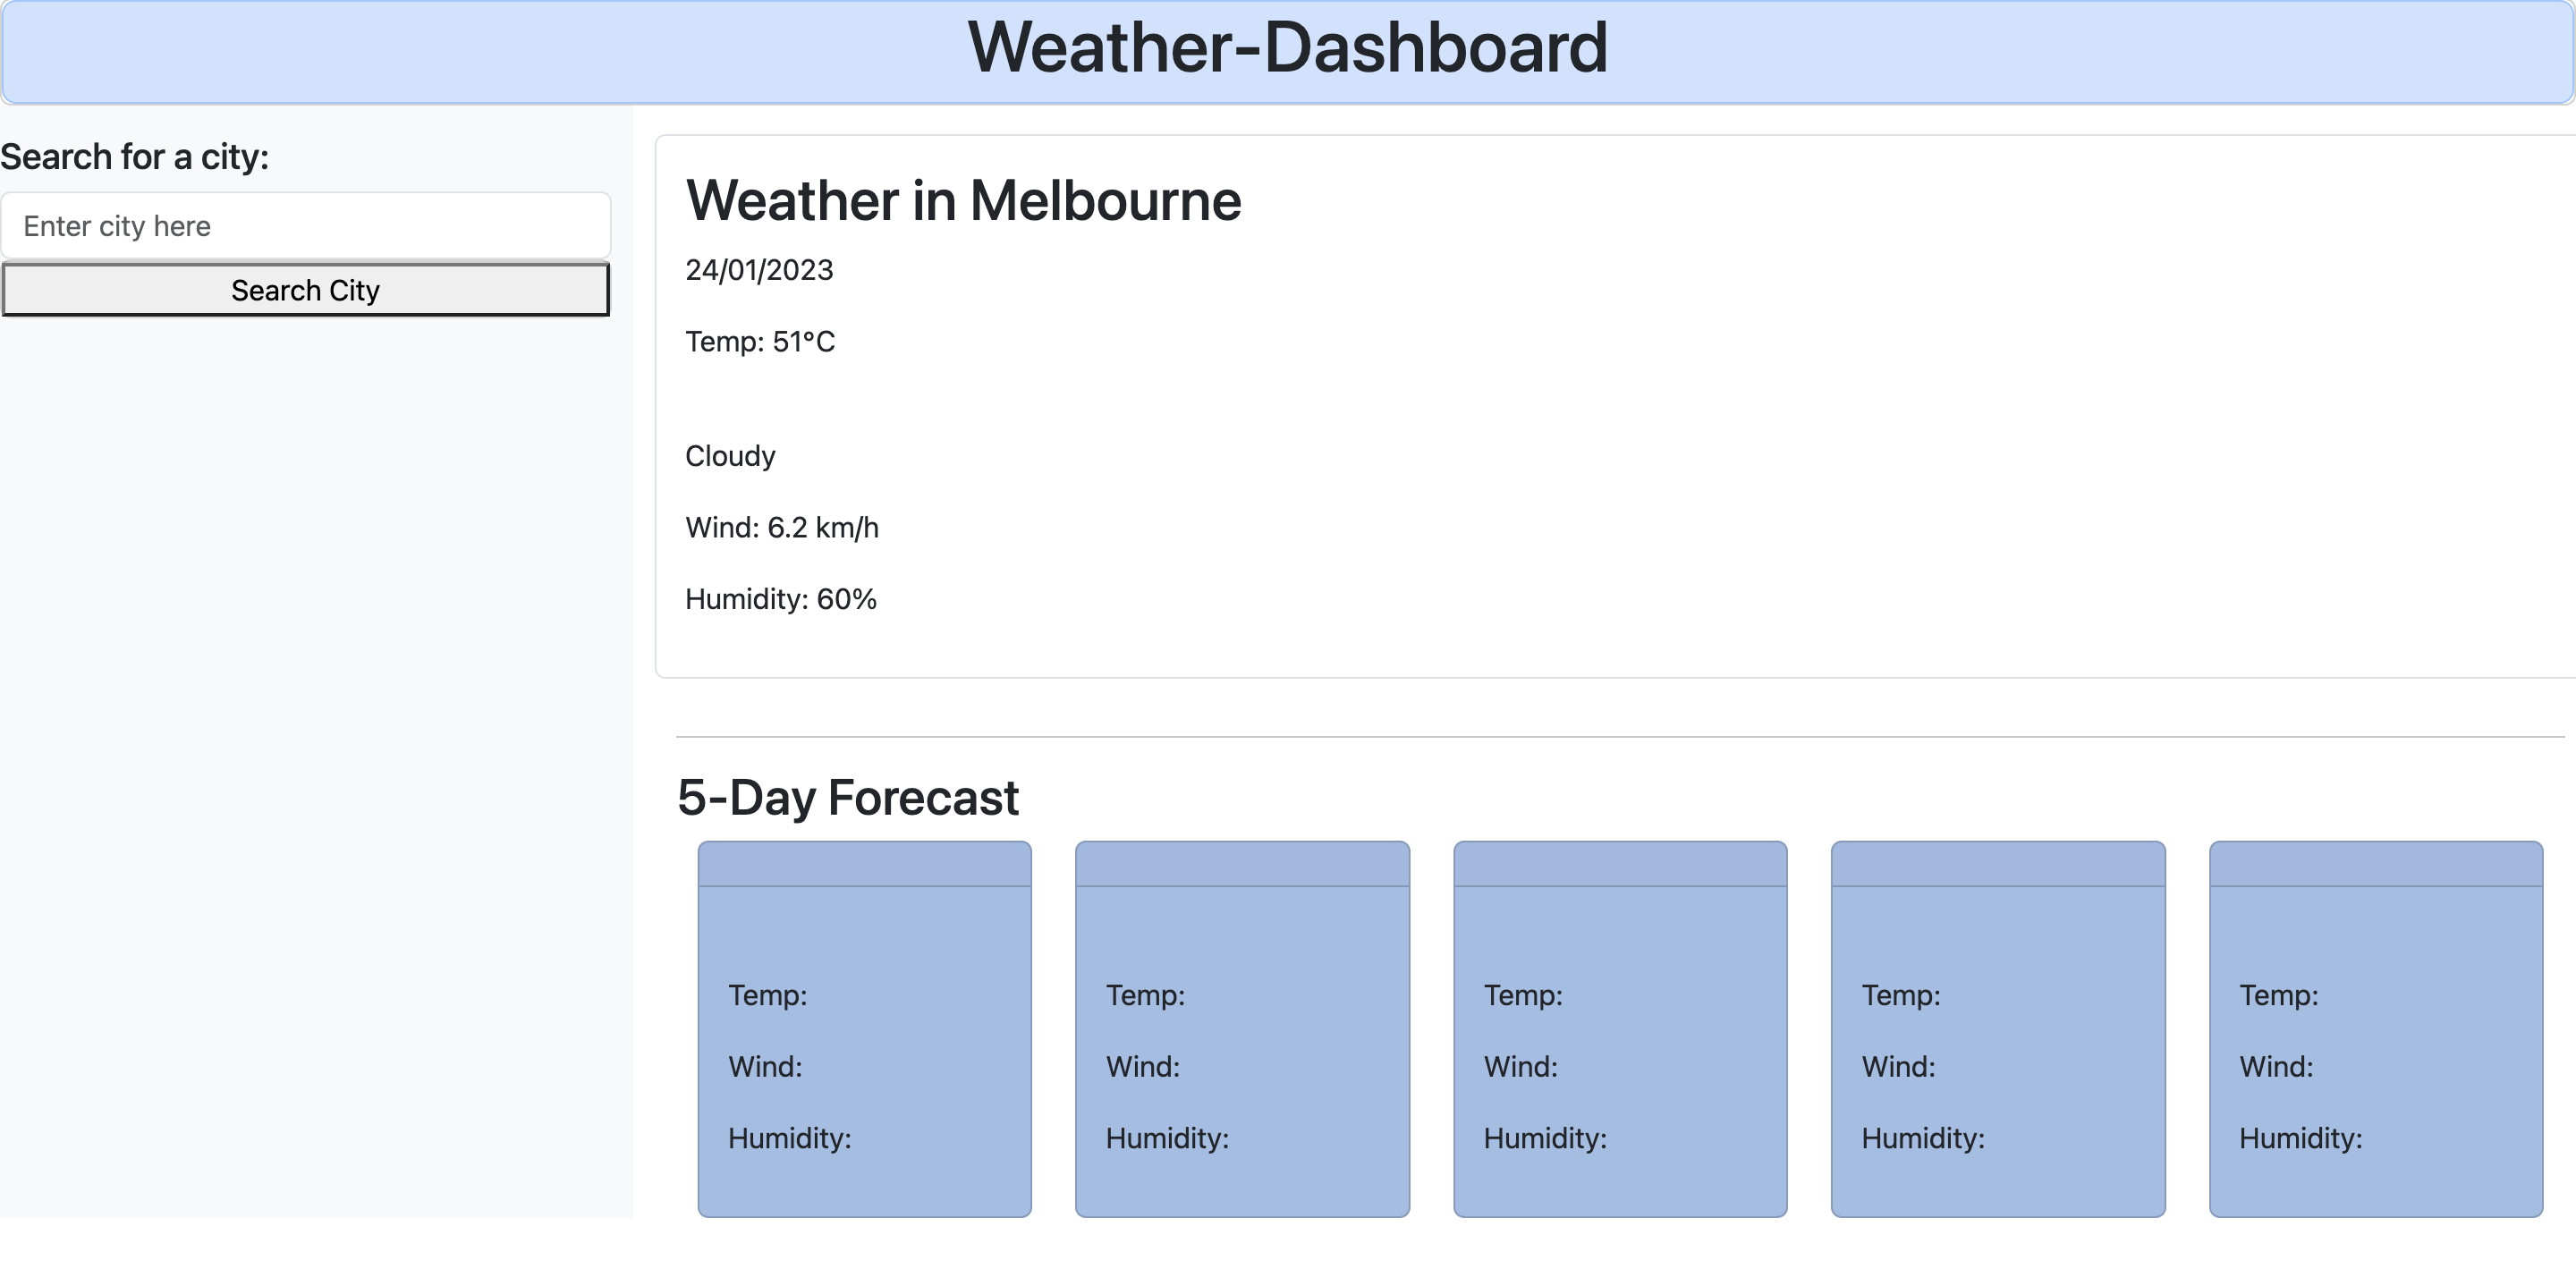 Weather-Dashboard
Search for a city:
Enter city here
Search City
Weather in Melbourne
24/01/2023
Temp: 51°C
Cloudy
Wind: 6.2 km/h
Humidity: 60%
5-Day Forecast
Temp:
Wind:
Humidity:
Temp:
Wind:
Humidity:
Temp:
Wind:
Humidity:
Temp:
Wind:
Humidity:
Temp:
Wind:
Humidity: